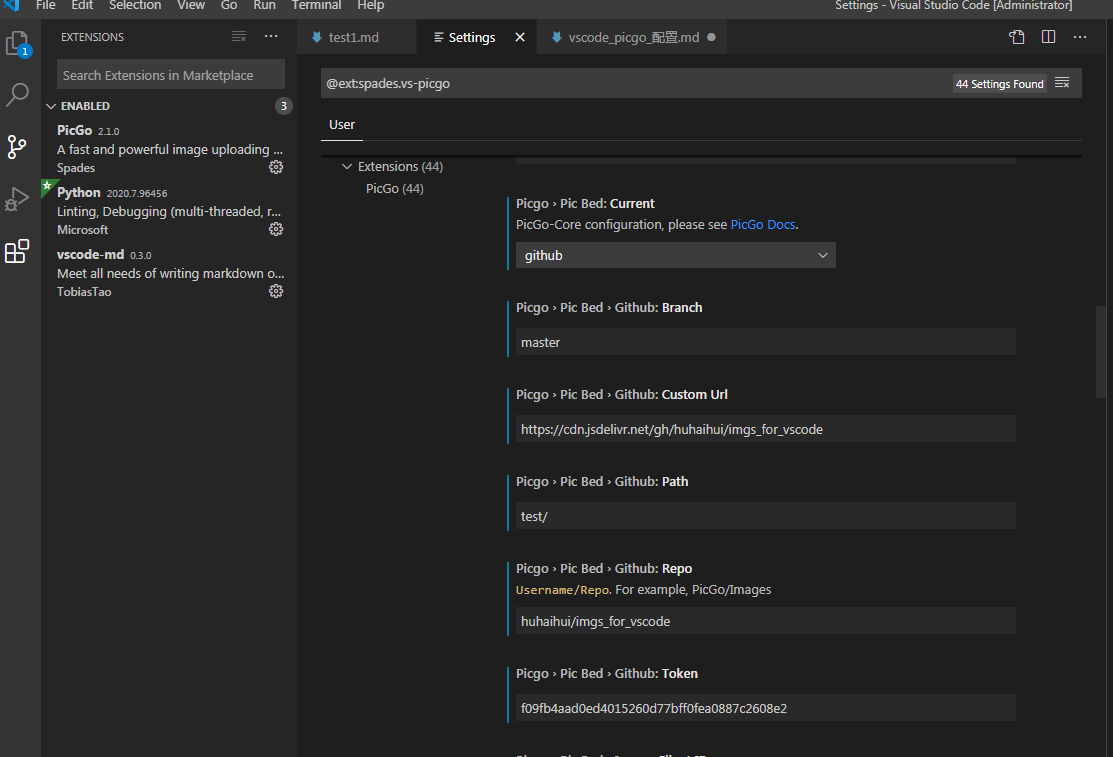 File Edit Selection View Go Run Terminal Help
Settings - Visual Studio Code [Administrator]
EXTENSIONS
test1.md
Settings
vscode_picgo_配置.md
1
Search Extensions in Marketplace
ENABLED
3
PicGo 2.1.0
A fast and powerful image uploading ...
Spades
Python 2020.7.96456
Linting, Debugging (multi-threaded, r...
Microsoft
vscode-md 0.3.0
Meet all needs of writing markdown o...
TobiasTao
@ext:spades.vs-picgo
44 Settings Found
User
Extensions (44)
PicGo (44)
Picgo › Pic Bed: Current
PicGo-Core configuration, please see PicGo Docs.
github
Picgo › Pic Bed › Github: Branch
master
Picgo › Pic Bed › Github: Custom Url
https://cdn.jsdelivr.net/gh/huhaihui/imgs_for_vscode
Picgo › Pic Bed › Github: Path
test/
Picgo › Pic Bed › Github: Repo
Username/Repo. For example, PicGo/Images
huhaihui/imgs_for_vscode
Picgo › Pic Bed › Github: Token
f09fb4aad0ed4015260d77bff0fea0887c2608e2